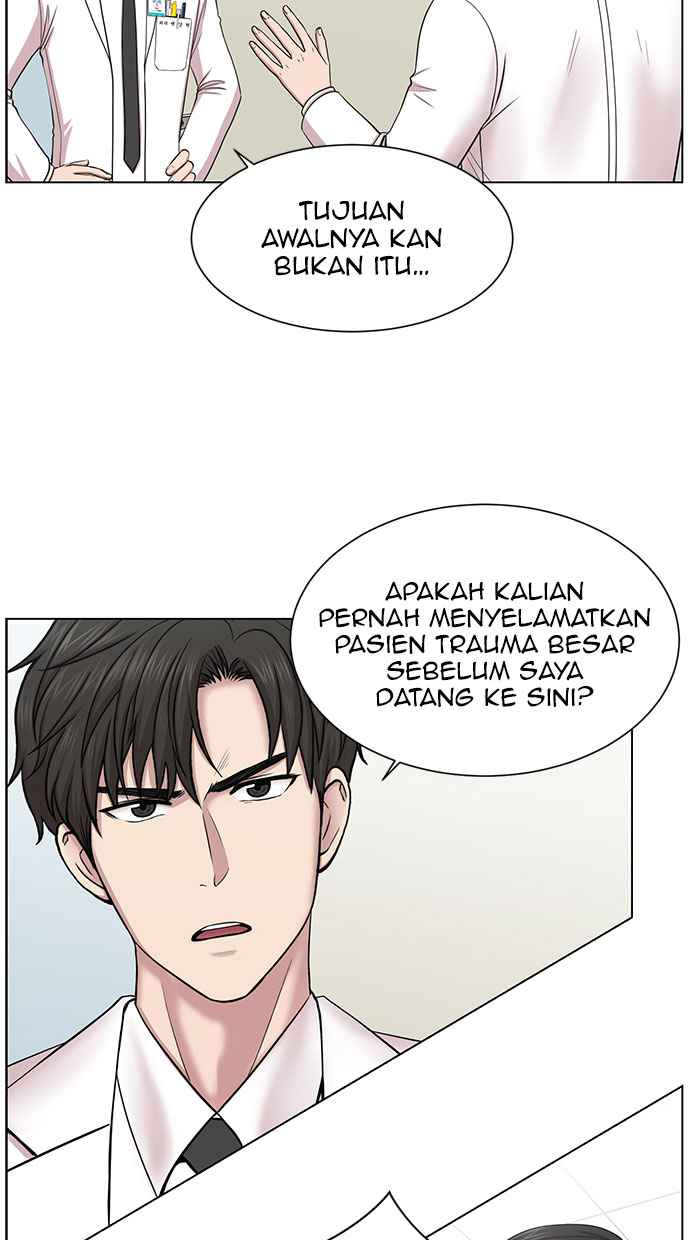 TUJUAN
AWALNYA KAN
BUKAN ITU...
APAKAH KALIAN
PERNAH MENYELAMATKAN
PASIEN TRAUMA BESAR
SEBELUM SAYA
DATANG KE SINI?